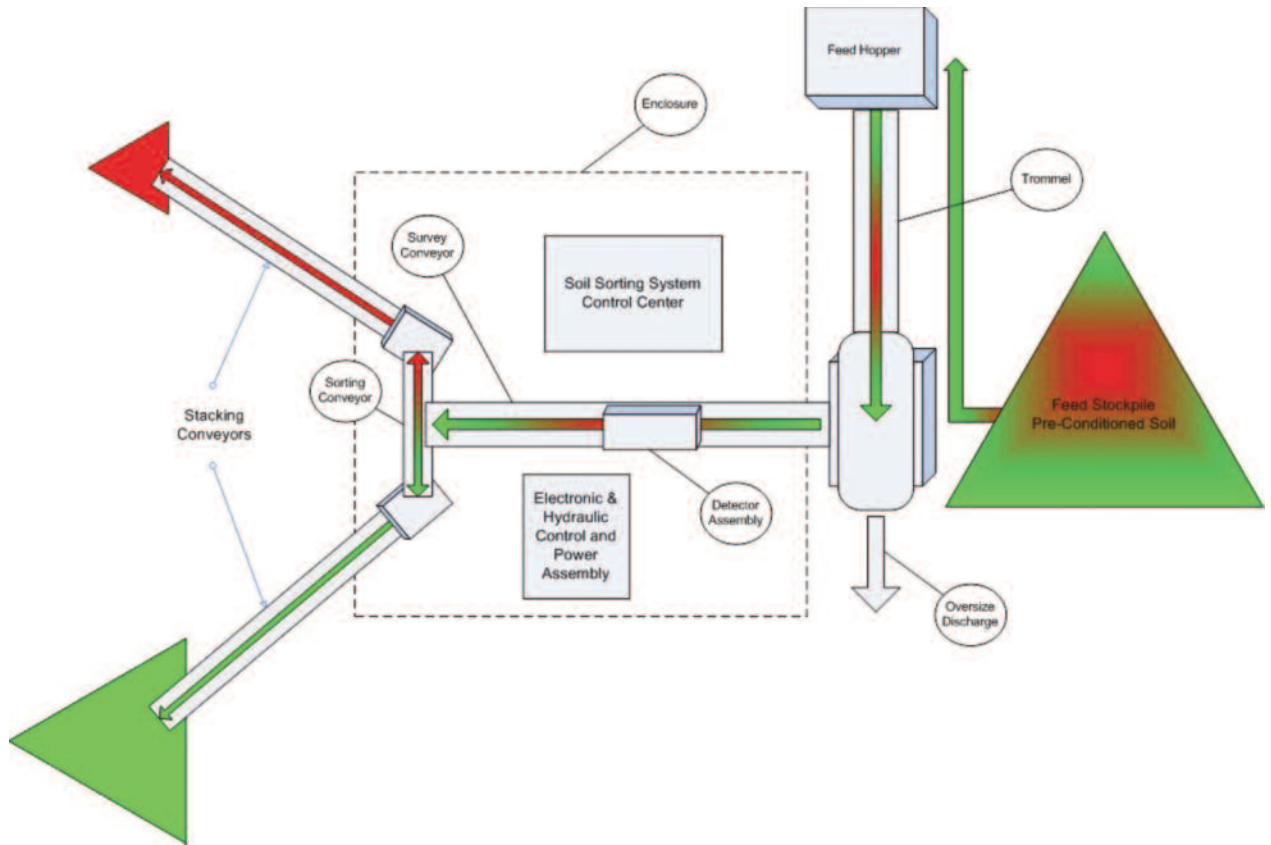 Feed Hopper
Enclosure
Trommel
Survey
Conveyor
Soil Sorting System
Control Center
Sorting
Conveyor
Stacking
Conveyors
Feed Stockpile
Pre-Conditioned Soil
Electronic &
Hydraulic
Control and
Power
Assembly
Detector
Assembly
Oversize
Discharge